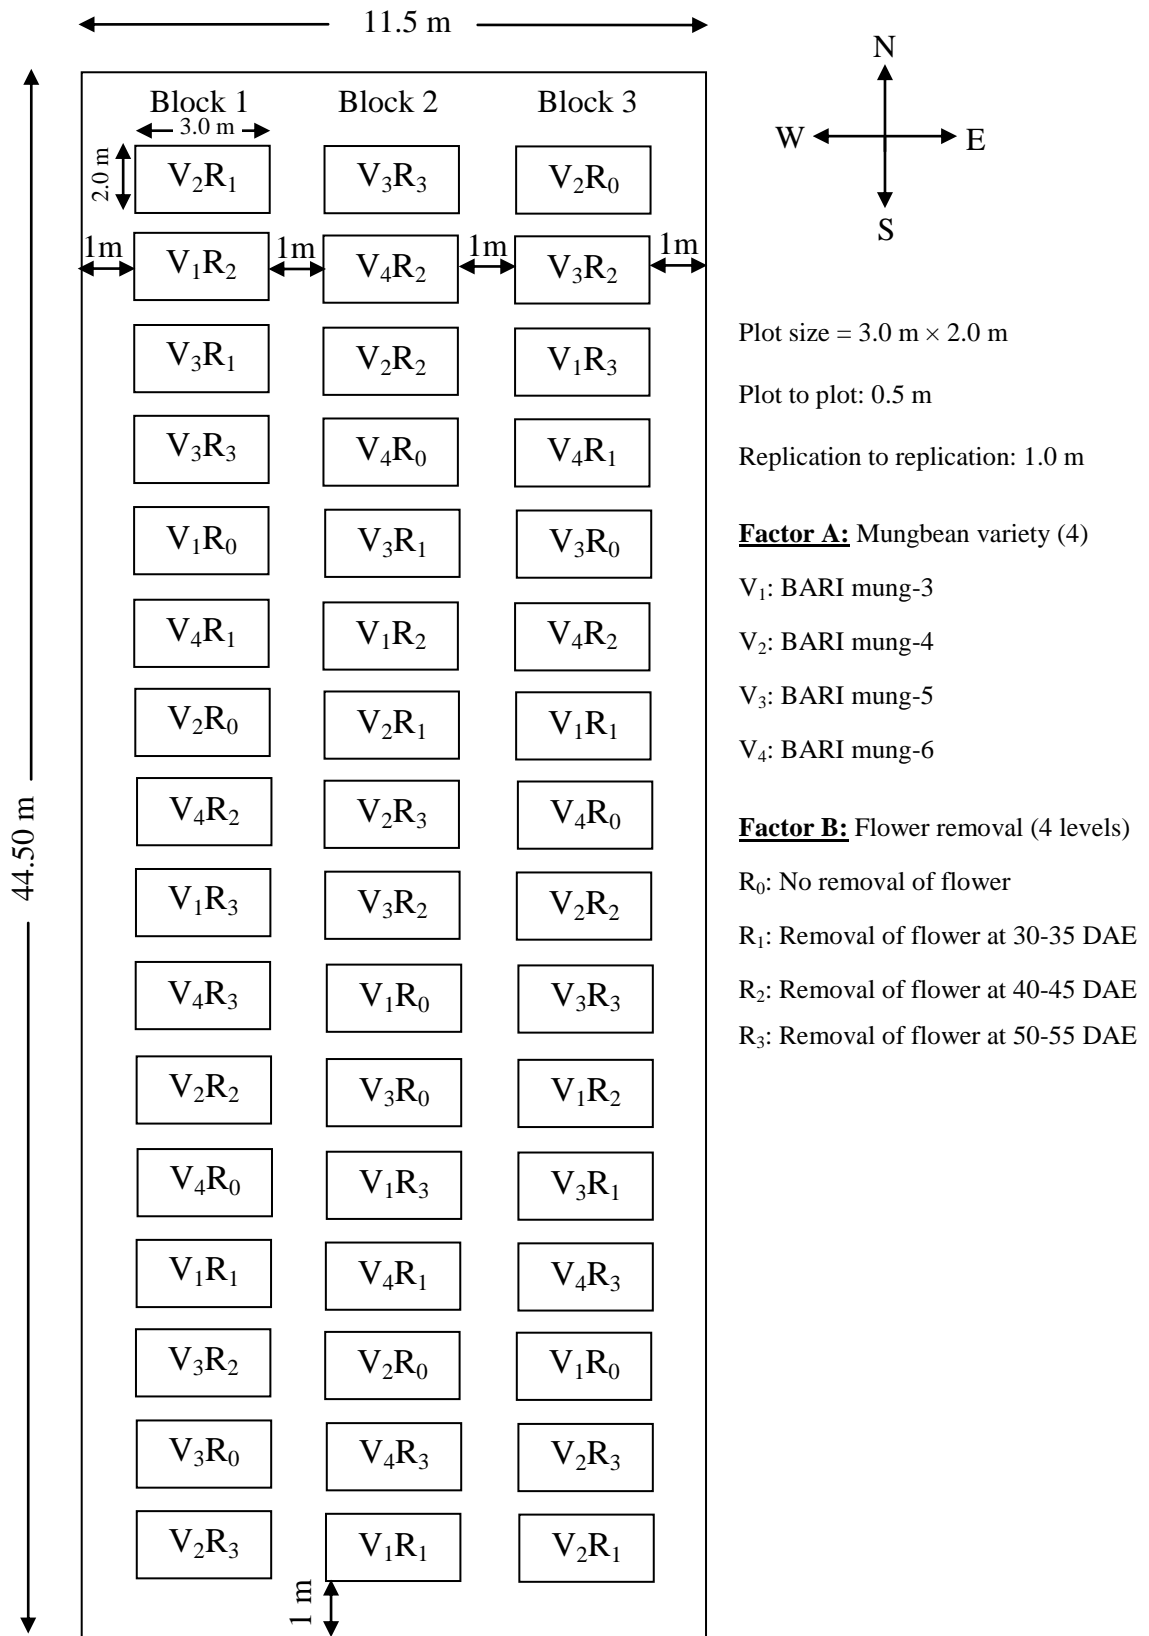 11.5 m
N
W
E
S
Block 1
Block 2
Block 3
3.0 m
2.0 m
V₂R₁
V₃R₃
V₂R₀
1m
1m
1m
1m
V₁R₂
V₄R₂
V₃R₂
V₃R₁
V₂R₂
V₁R₃
V₃R₃
V₄R₀
V₄R₁
V₁R₀
V₃R₁
V₃R₀
V₄R₁
V₁R₂
V₄R₂
V₂R₀
V₂R₁
V₁R₁
V₄R₂
V₂R₃
V₄R₀
44.50 m
V₁R₃
V₃R₂
V₂R₂
V₄R₃
V₁R₀
V₃R₃
V₂R₂
V₃R₀
V₁R₂
V₄R₀
V₁R₃
V₃R₁
V₁R₁
V₄R₁
V₄R₃
V₃R₂
V₂R₀
V₁R₀
V₃R₀
V₄R₃
V₂R₃
V₂R₃
V₁R₁
V₂R₁
1 m
Plot size = 3.0 m × 2.0 m
Plot to plot: 0.5 m
Replication to replication: 1.0 m
Factor A: Mungbean variety (4)
V₁: BARI mung-3
V₂: BARI mung-4
V₃: BARI mung-5
V₄: BARI mung-6
Factor B: Flower removal (4 levels)
R₀: No removal of flower
R₁: Removal of flower at 30-35 DAE
R₂: Removal of flower at 40-45 DAE
R₃: Removal of flower at 50-55 DAE